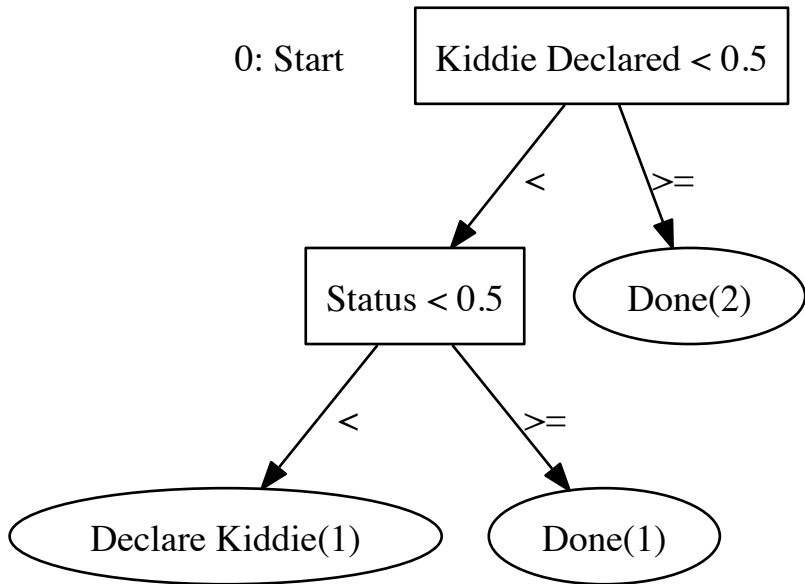 0: Start
Kiddie Declared < 0.5
<
>=
Status < 0.5
Done(2)
<
>=
Declare Kiddie(1)
Done(1)